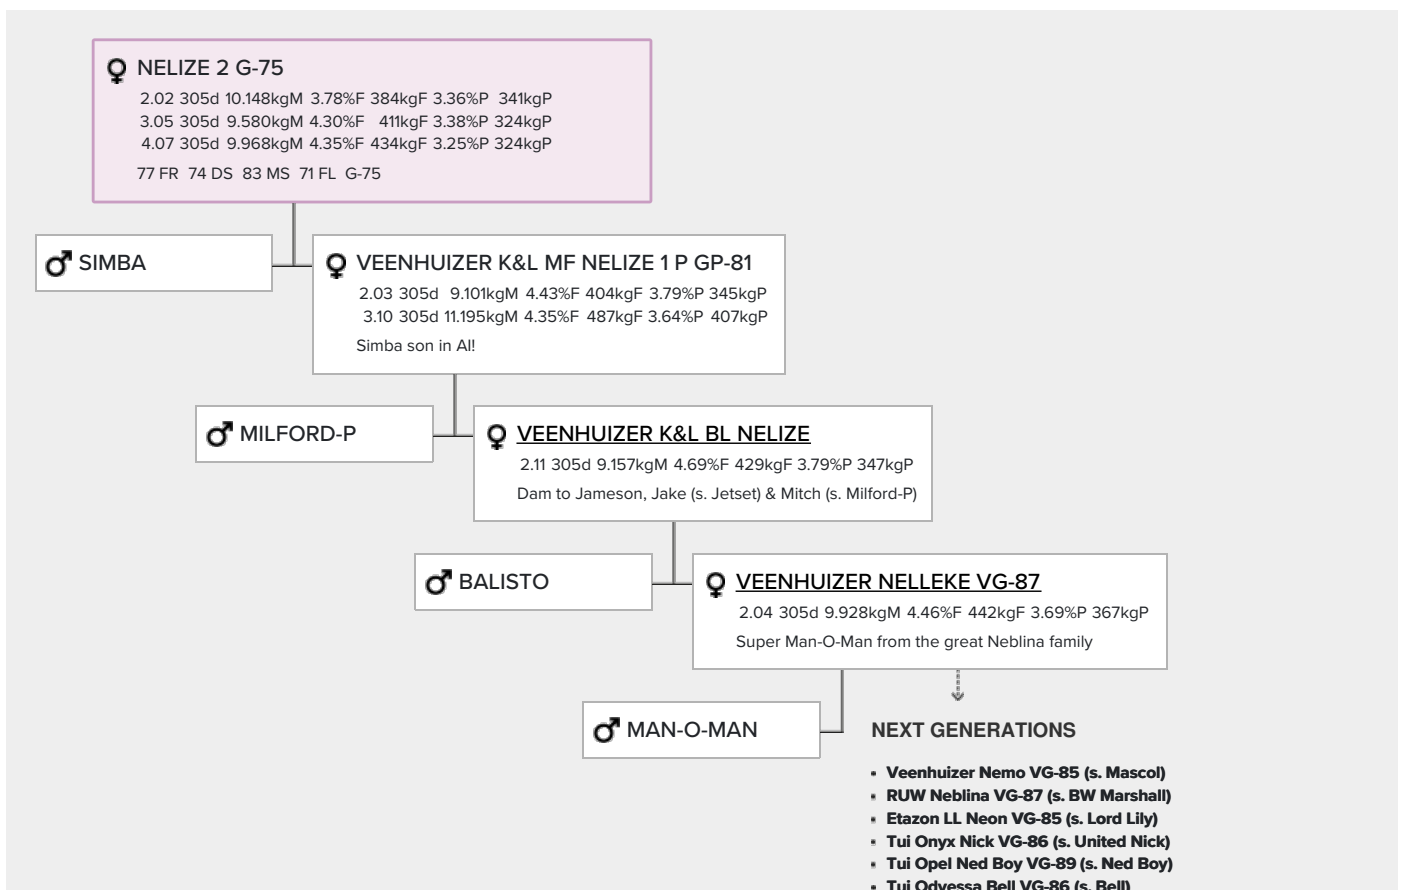 NELIZE 2 G-75
2.02 305d 10.148kgM 3.78%F 384kgF 3.36%P 341kgP
3.05 305d 9.580kgM 4.30%F 411kgF 3.38%P 324kgP
4.07 305d 9.968kgM 4.35%F 434kgF 3.25%P 324kgP
77 FR 74 DS 83 MS 71 FL G-75
SIMBA
VEENHUIZER K&L MF NELIZE 1 P GP-81
2.03 305d 9.101kgM 4.43%F 404kgF 3.79%P 345kgP
3.10 305d 11.195kgM 4.35%F 487kgF 3.64%P 407kgP
Simba son in AI!
MILFORD-P
VEENHUIZER K&L BL NELIZE
2.11 305d 9.157kgM 4.69%F 429kgF 3.79%P 347kgP
Dam to Jameson, Jake (s. Jetset) & Mitch (s. Milford-P)
BALISTO
VEENHUIZER NELLEKE VG-87
2.04 305d 9.928kgM 4.46%F 442kgF 3.69%P 367kgP
Super Man-O-Man from the great Neblina family
MAN-O-MAN
NEXT GENERATIONS
Veenhuizer Nemo VG-85 (s. Mascol)
RUW Neblina VG-87 (s. BW Marshall)
Etazon LL Neon VG-85 (s. Lord Lily)
Tui Onyx Nick VG-86 (s. United Nick)
Tui Opel Ned Boy VG-89 (s. Ned Boy)
Tui Odyessa Bell VG-86 (s. Bell)